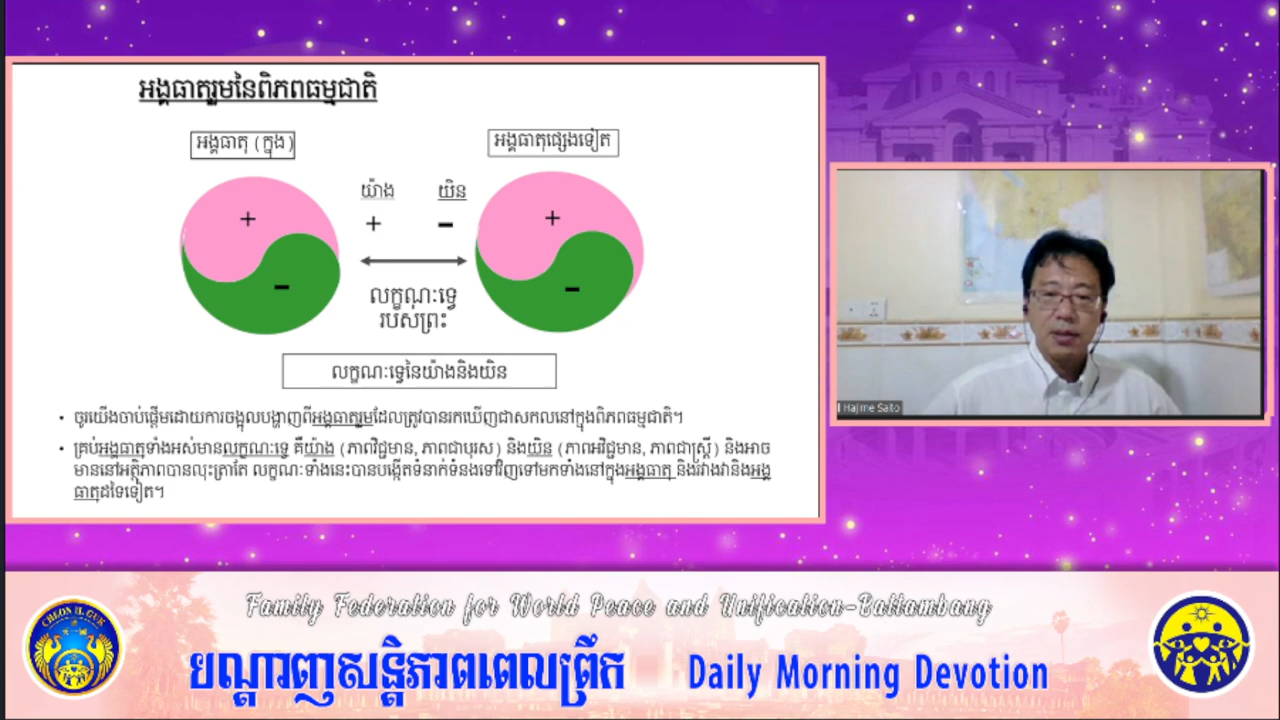 អង្គធាតុរួមនៃពិភពធម្មជាតិ
អង្គធាតុ (ក្នុង)
អង្គធាតុផ្សេងទៀត
យ៉ាង
យិន
+
+
+
-
-
-
លក្ខណៈទ្វេ
របស់ព្រះ
លក្ខណៈទ្វេនៃយ៉ាងនិងយិន
• ចូរយើងចាប់ផ្តើមដោយការចង្អុលបង្ហាញពីអង្គធាតុរួមដែលត្រូវបានរកឃើញជាសកលនៅក្នុងពិភពធម្មជាតិ។
• គ្រប់អង្គធាតុទាំងអស់មានលក្ខណៈទ្វេ គឺយ៉ាង (ភាពវិជ្ជមាន, ភាពជាបុរស) និងយិន (ភាពអវិជ្ជមាន, ភាពជាស្ត្រី) និងអាច
មាននៅអត្ថិភាពបានលុះត្រាតែ លក្ខណៈទាំងនេះបានបង្កើតទំនាក់ទំនងទៅវិញទៅមកទាំងនៅក្នុងអង្គធាតុ និងរវាងវានិងអង្គ
ធាតុដទៃទៀត។
Hajime Saito
Family Federation for World Peace and Unification-Battambang
CHEON IL GUK
បណ្តាញសន្តិភាពពេលព្រឹក
Daily Morning Devotion